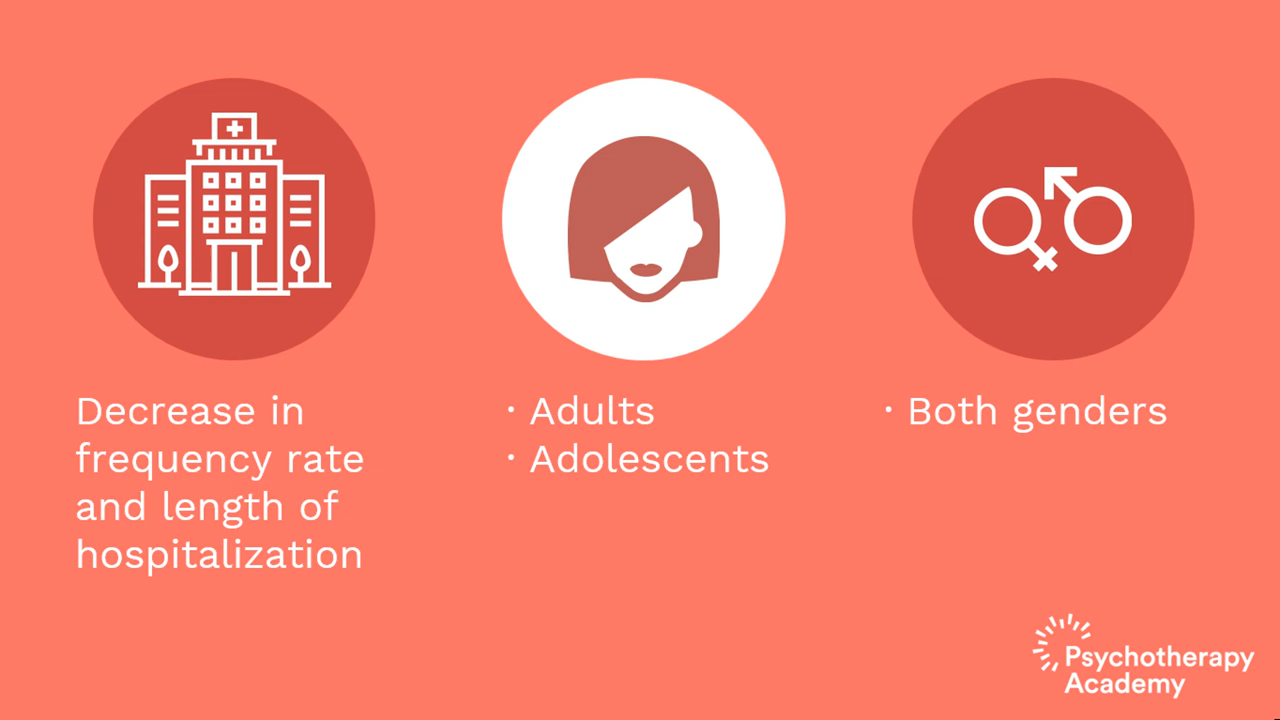 Decrease in
frequency rate
and length of
hospitalization
· Adults
· Adolescents
· Both genders
Psychotherapy
Academy